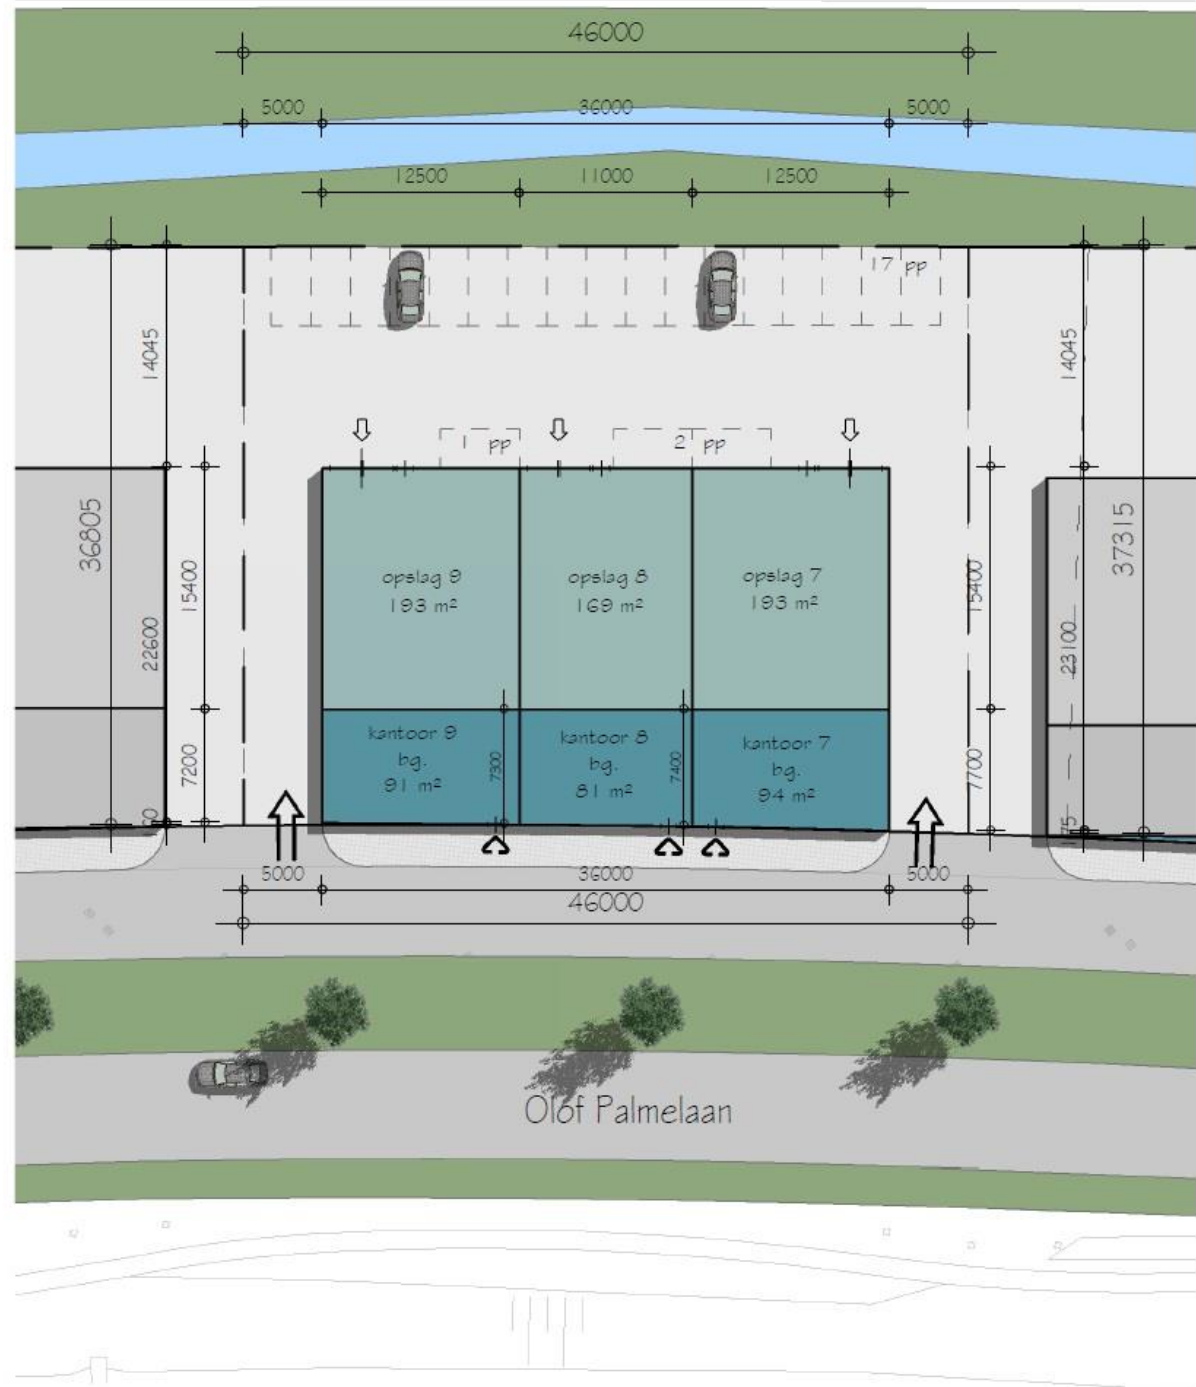 46000
5000 36000 5000
12500 11000 12500
17 pp
14045 14045
1 pp 2 pp
36805 37315
15400 15400
opslag 9
193 m²
opslag 8
169 m²
opslag 7
193 m²
22600 23100
kantoor 9
bg.
91 m²
7300
kantoor 8
bg.
81 m²
7400
kantoor 7
bg.
94 m²
7200 7700
5000 36000 5000
46000
Olof Palmelaan